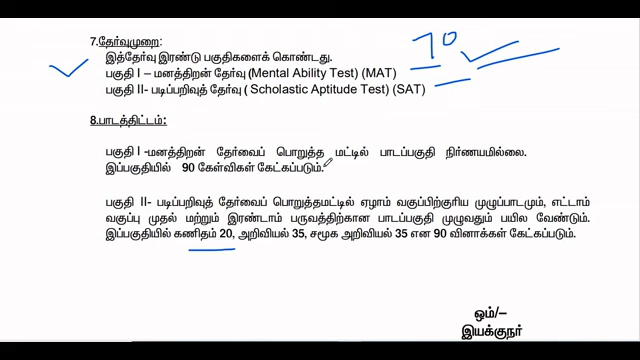 7.தேர்வுமுறை:
70
இத்தேர்வு இரண்டு பகுதிகளைக் கொண்டது.
பகுதி I – மனத்திறன் தேர்வு (Mental Ability Test) (MAT)
பகுதி II- படிப்பறிவுத் தேர்வு ( Scholastic Aptitude Test) (SAT)
8.பாடத்திட்டம்:
பகுதி I -மனத்திறன் தேர்வைப் பொறுத்த மட்டில் பாடப்பகுதி நிர்ணயமில்லை.
இப்பகுதியில் 90 கேள்விகள் கேட்கப்படும்.
பகுதி II- படிப்பறிவுத் தேர்வைப் பொறுத்தமட்டில் ஏழாம் வகுப்பிற்குரிய முழுப்பாடமும், எட்டாம்
வகுப்பு முதல் மற்றும் இரண்டாம் பருவத்திற்கான பாடப்பகுதி முழுவதும் பயில வேண்டும்.
இப்பகுதியில் கணிதம் 20, அறிவியல் 35, சமூக அறிவியல் 35 என 90 வினாக்கள் கேட்கப்படும்.
ஒம்/–
இயக்குநர்